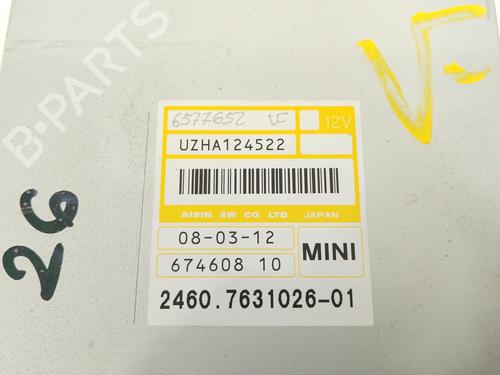 B-PARTS
6577652 VF
12V
UZHA124522
AISIN AW CO. LTD. JAPAN
08-03-12
674608 10
MINI
2460.7631026-01
26
V-